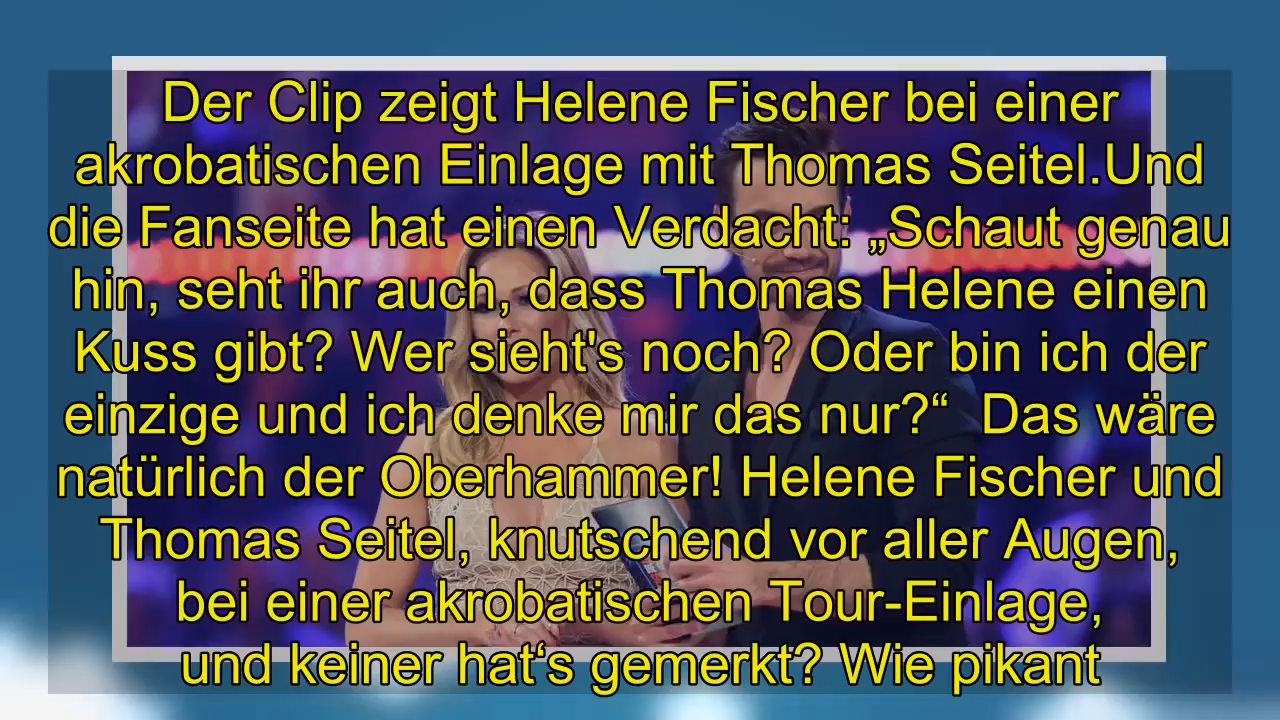 Der Clip zeigt Helene Fischer bei einer
akrobatischen Einlage mit Thomas Seitel.Und
die Fanseite hat einen Verdacht: „Schaut genau
hin, seht ihr auch, dass Thomas Helene einen
Kuss gibt? Wer sieht's noch? Oder bin ich der
einzige und ich denke mir das nur?“  Das wäre
natürlich der Oberhammer! Helene Fischer und
Thomas Seitel, knutschend vor aller Augen,
bei einer akrobatischen Tour-Einlage,
und keiner hat‘s gemerkt? Wie pikant